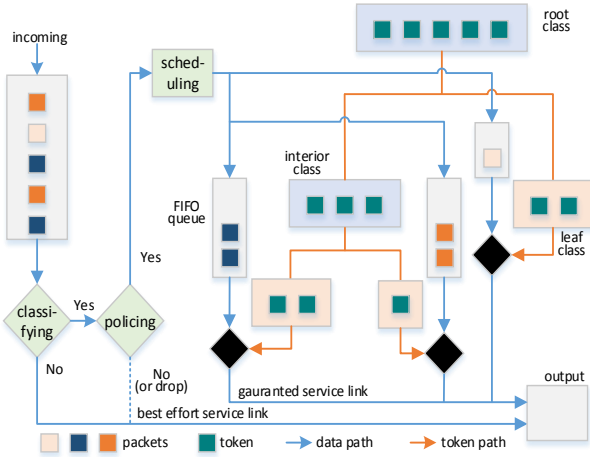 incoming
sched-
uling
root
class
interior
class
FIFO
queue
leaf
class
Yes
classi-
fying
Yes
policing
No
No
(or drop)
gauranted service link
output
best effort service link
packets
token
data path
token path